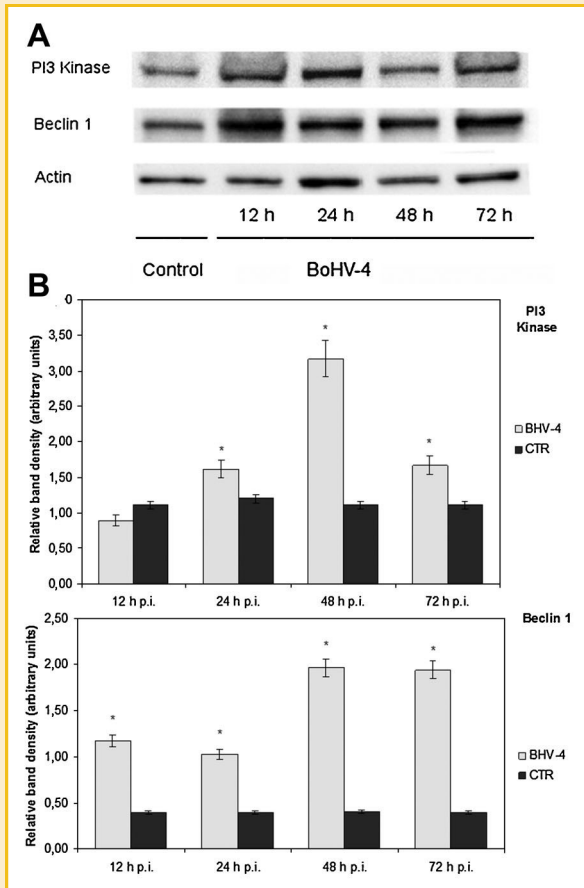 A
PI3 Kinase
Beclin 1
Actin
12 h 24 h 48 h 72 h
Control BoHV-4
B
0
3,50
3,00
2,50
2,00
1,50
1,00
0,50
0,00
Relative band density (arbitrary units)
12 h p.i. 24 h p.i. 48 h p.i. 72 h p.i.
* * *
PI3
Kinase
BHV-4
CTR
Beclin 1
2,50
2,00
1,50
1,00
0,50
0,00
Relative band density (arbitrary units)
12 h p.i. 24 h p.i. 48 h p.i. 72 h p.i.
* * * *
BHV-4
CTR